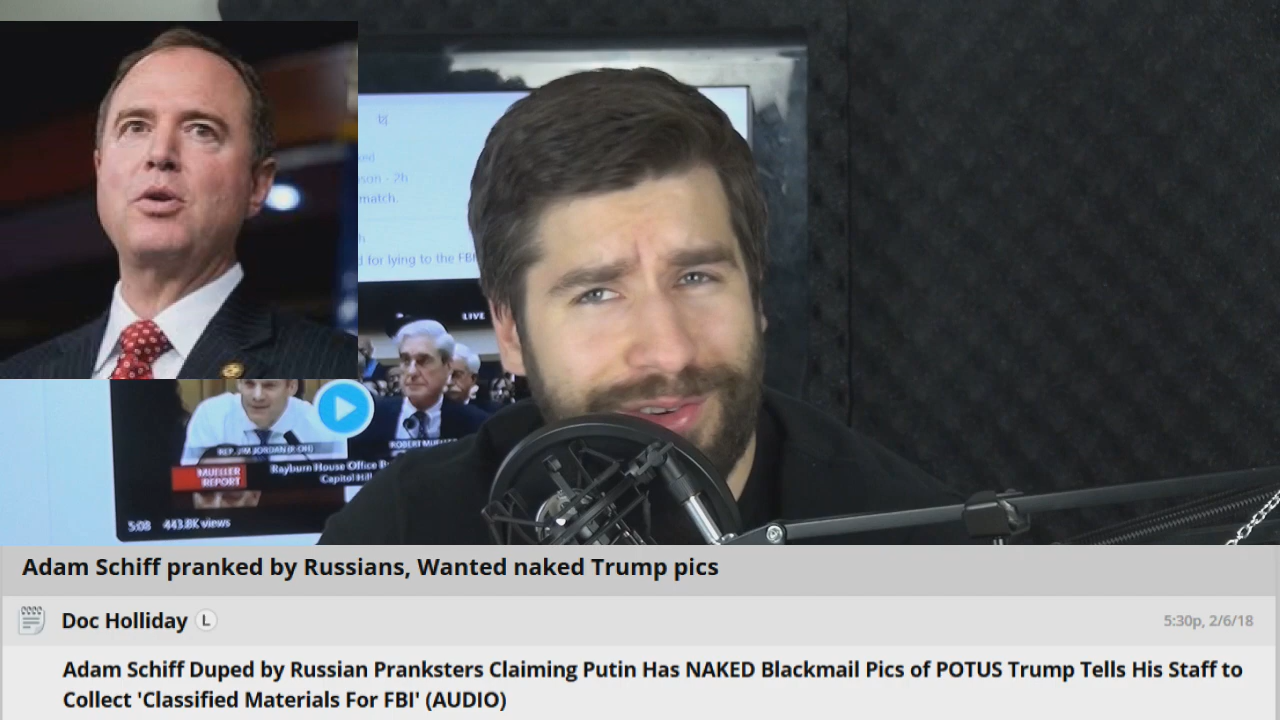 son - 2h
match.
d for lying to the FBI
LIVE
REP. JIM JORDAN (R-OH)
ROBERT
MUELLER
REPORT
Rayburn House Office
Capitol Hill
5:08 443.8K views
Adam Schiff pranked by Russians, Wanted naked Trump pics
Doc Holliday L
5:30p, 2/6/18
Adam Schiff Duped by Russian Pranksters Claiming Putin Has NAKED Blackmail Pics of POTUS Trump Tells His Staff to
Collect 'Classified Materials For FBI' (AUDIO)